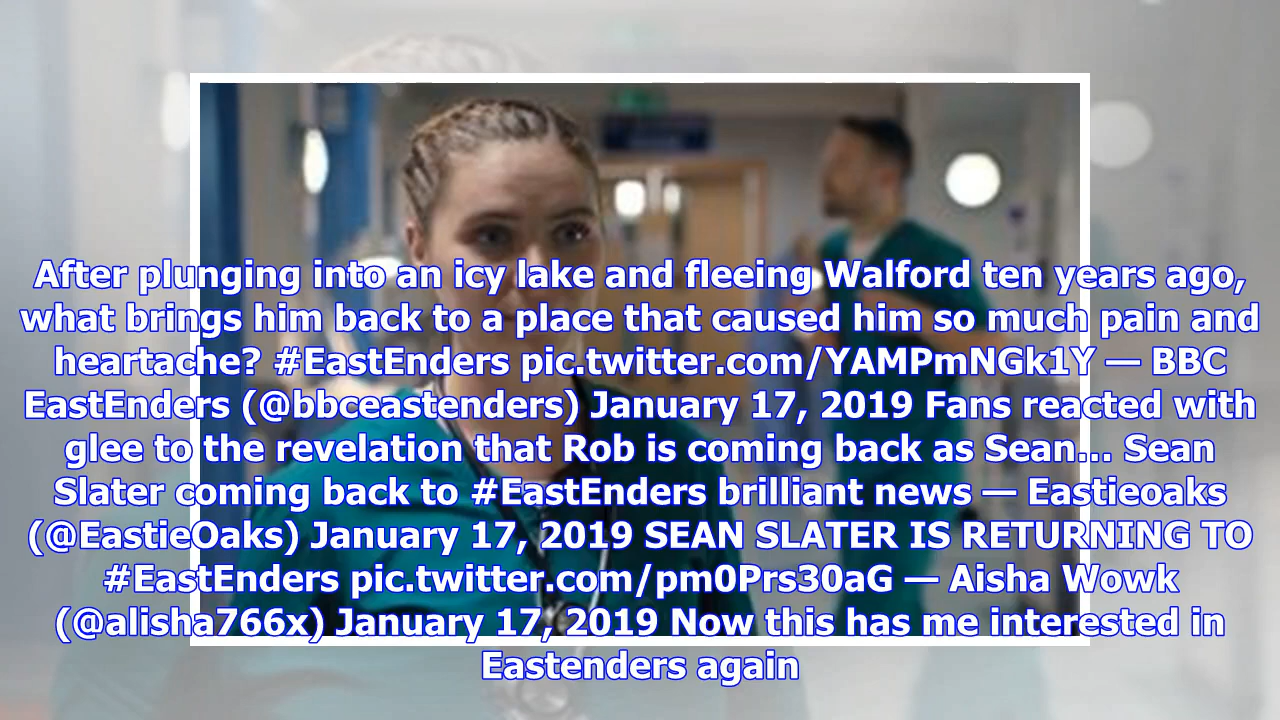 After plunging into an icy lake and fleeing Walford ten years ago,
what brings him back to a place that caused him so much pain and
heartache? #EastEnders pic.twitter.com/YAMPmNGk1Y — BBC
EastEnders (@bbceastenders) January 17, 2019 Fans reacted with
glee to the revelation that Rob is coming back as Sean... Sean
Slater coming back to #EastEnders brilliant news — Eastieoaks
(@EastieOaks) January 17, 2019 SEAN SLATER IS RETURNING TO
#EastEnders pic.twitter.com/pm0Prs30aG — Aisha Wowk
(@alisha766x) January 17, 2019 Now this has me interested in
Eastenders again